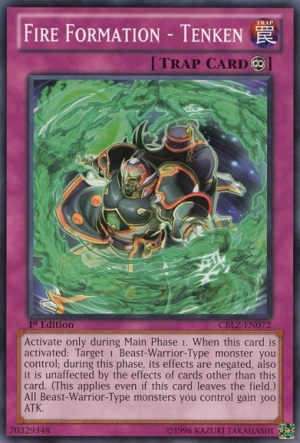 FIRE FORMATION - TENKEN
TRAP
罠
[TRAP CARD]
1st Edition
CBLZ-EN072
Activate only during Main Phase 1. When this card is
activated: Target 1 Beast-Warrior-Type monster you
control; during this phase, its effects are negated, also
it is unaffected by the effects of cards other than this
card. (This applies even if this card leaves the field.)
All Beast-Warrior-Type monsters you control gain 300
ATK.
70329348
©1996 KAZUKI TAKAHASHI